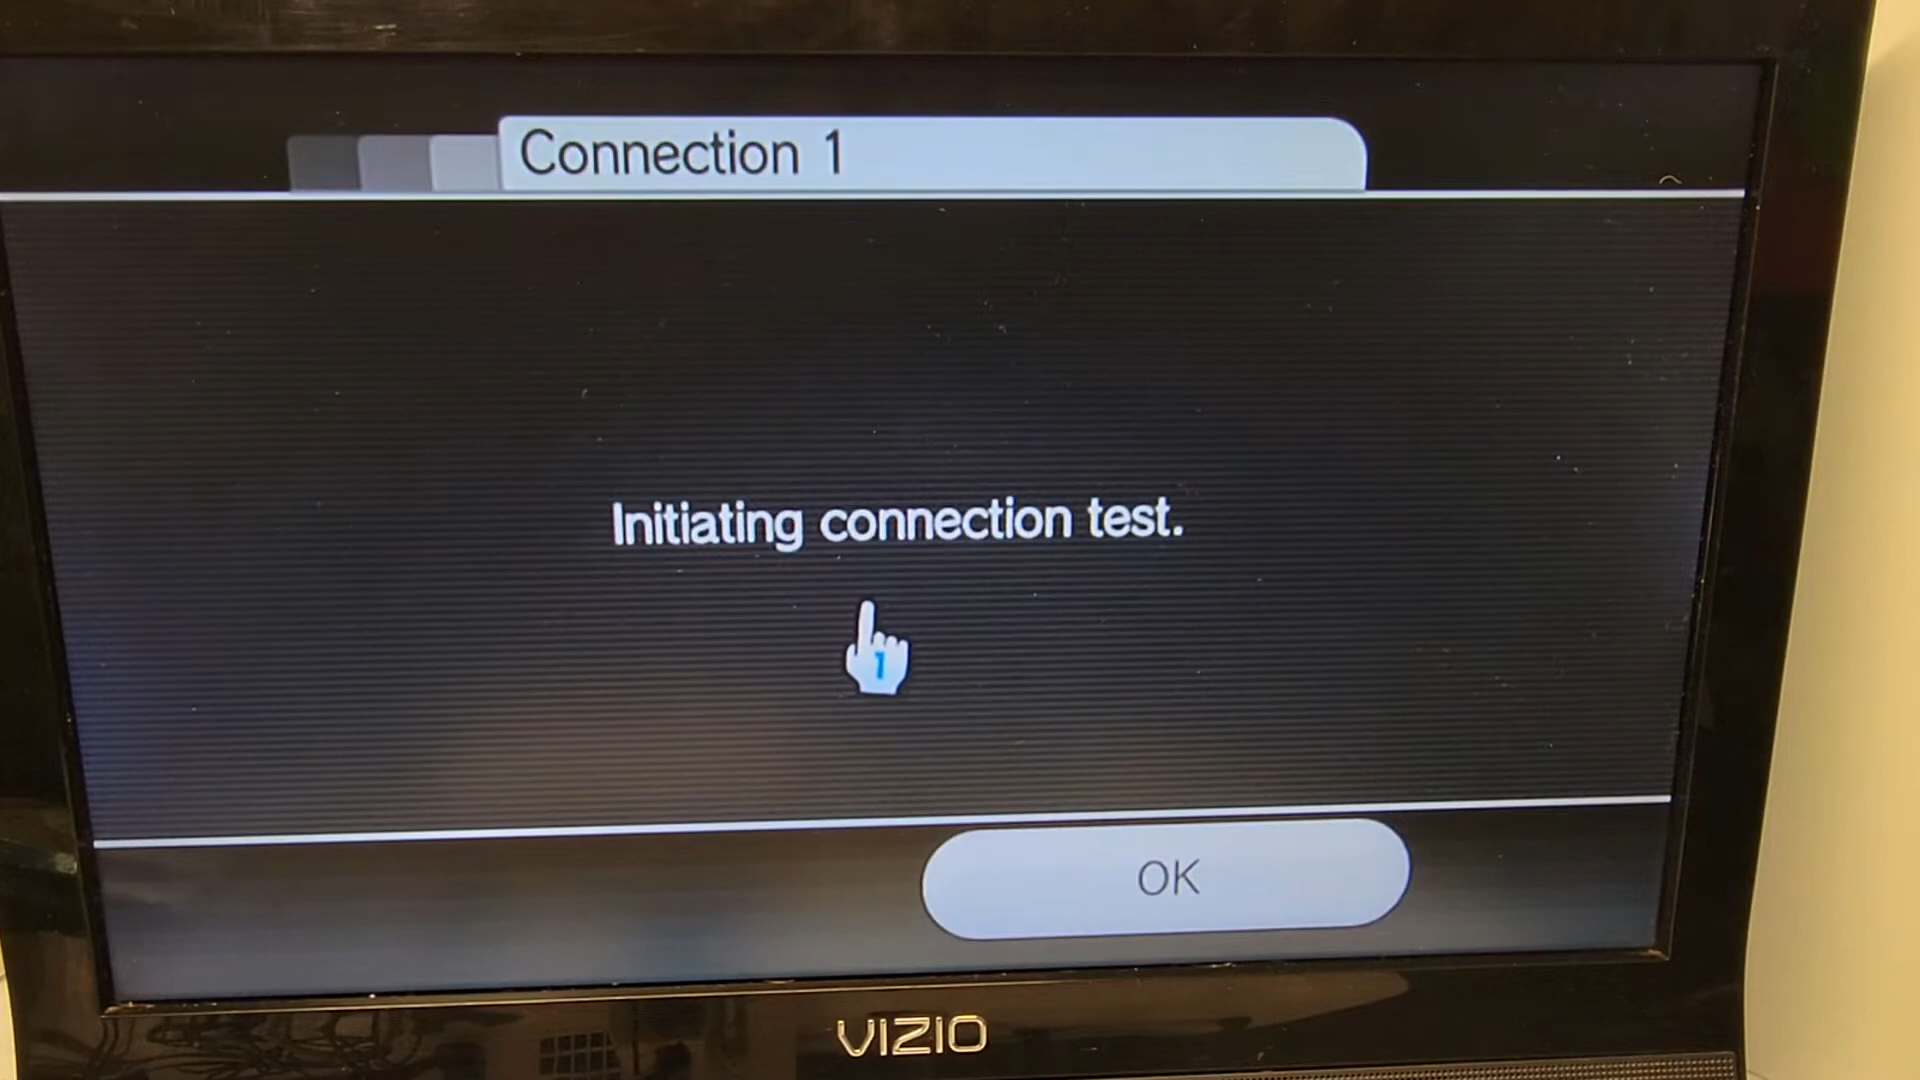 Connection 1
Initiating connection test.
1
OK
VIZIO